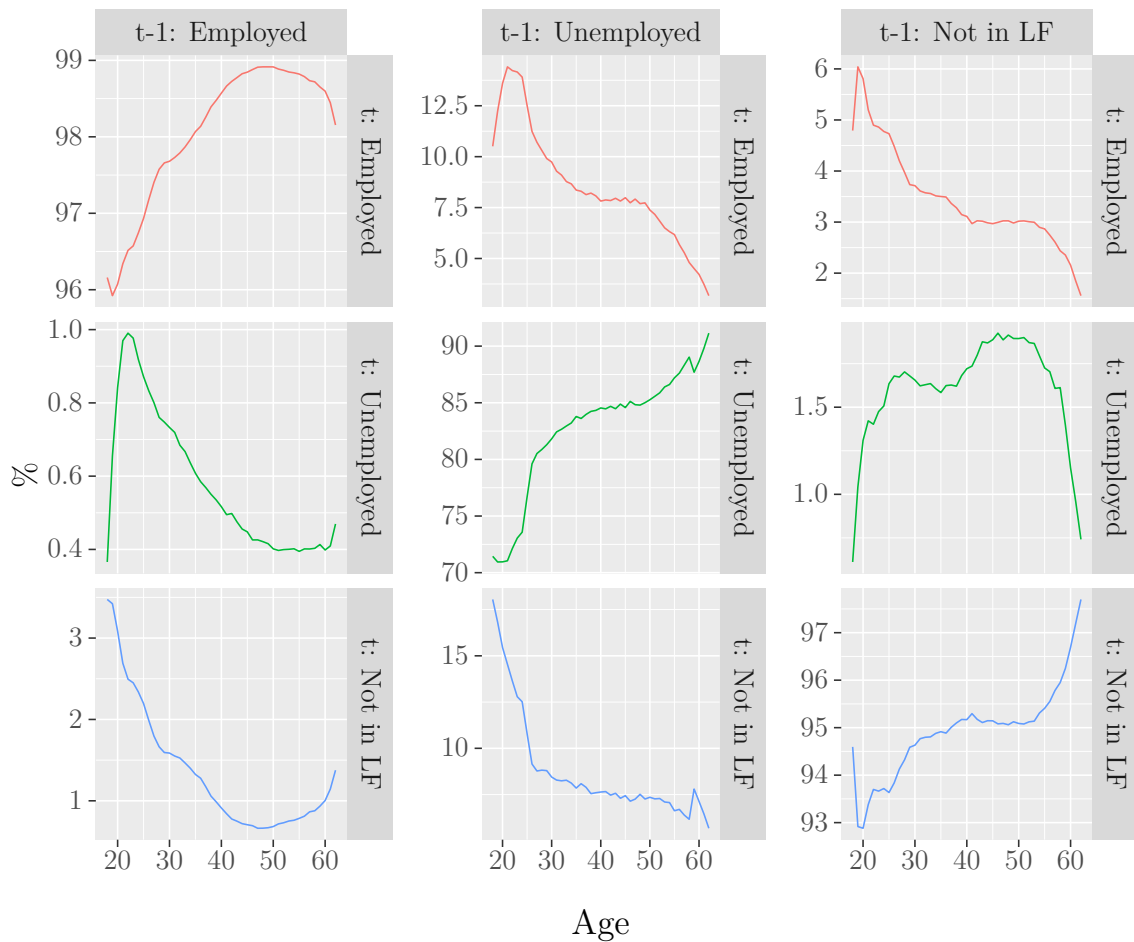 t-1: Employed
t-1: Unemployed
t-1: Not in LF
99
98
97
96
t: Employed
12.5
10.0
7.5
5.0
t: Employed
6
5
4
3
2
t: Employed
%
1.0
0.8
0.6
0.4
t: Unemployed
90
85
80
75
70
t: Unemployed
1.5
1.0
t: Unemployed
3
2
1
t: Not in LF
15
10
t: Not in LF
97
96
95
94
93
t: Not in LF
20 30 40 50 60
20 30 40 50 60
20 30 40 50 60
Age